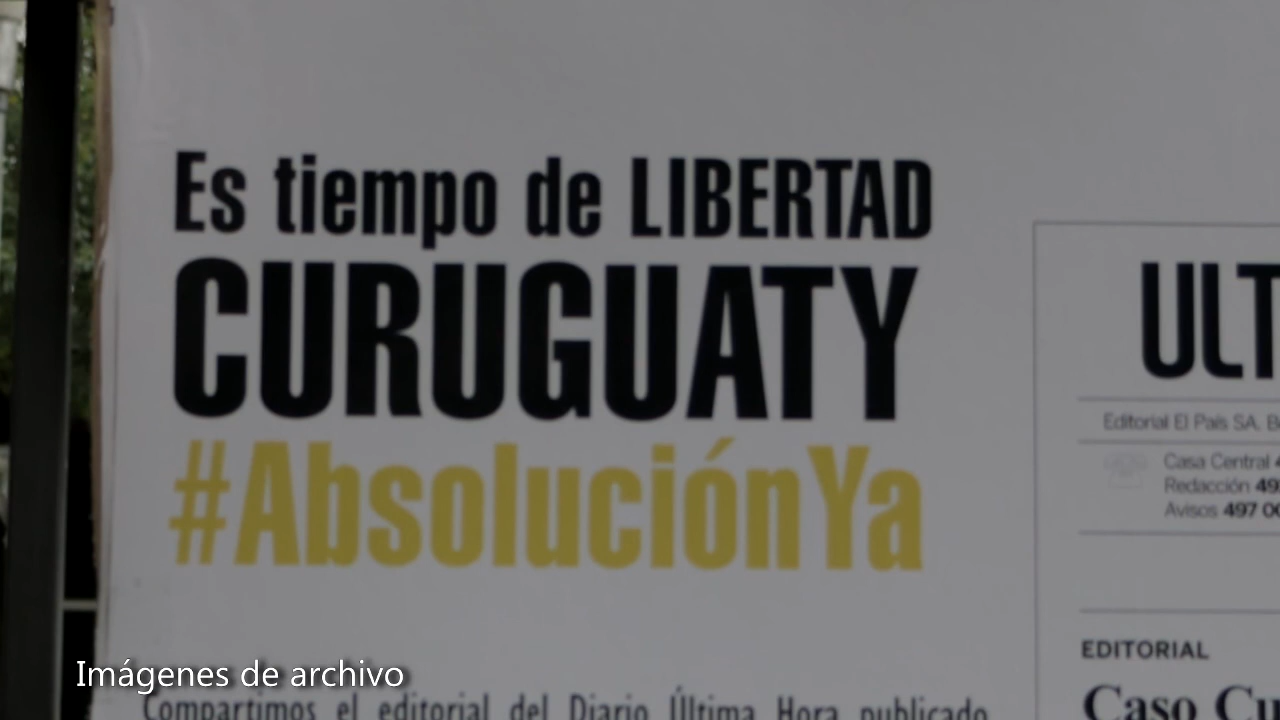 Es tiempo de LIBERTAD
CURUGUATY
#AbsoluciónYa
Compartimos el editorial del Diario Última Hora publicado
ULT
Editorial El País SA.
Casa Central
Redacción
Avisos 497
EDITORIAL
Caso
Imágenes de archivo